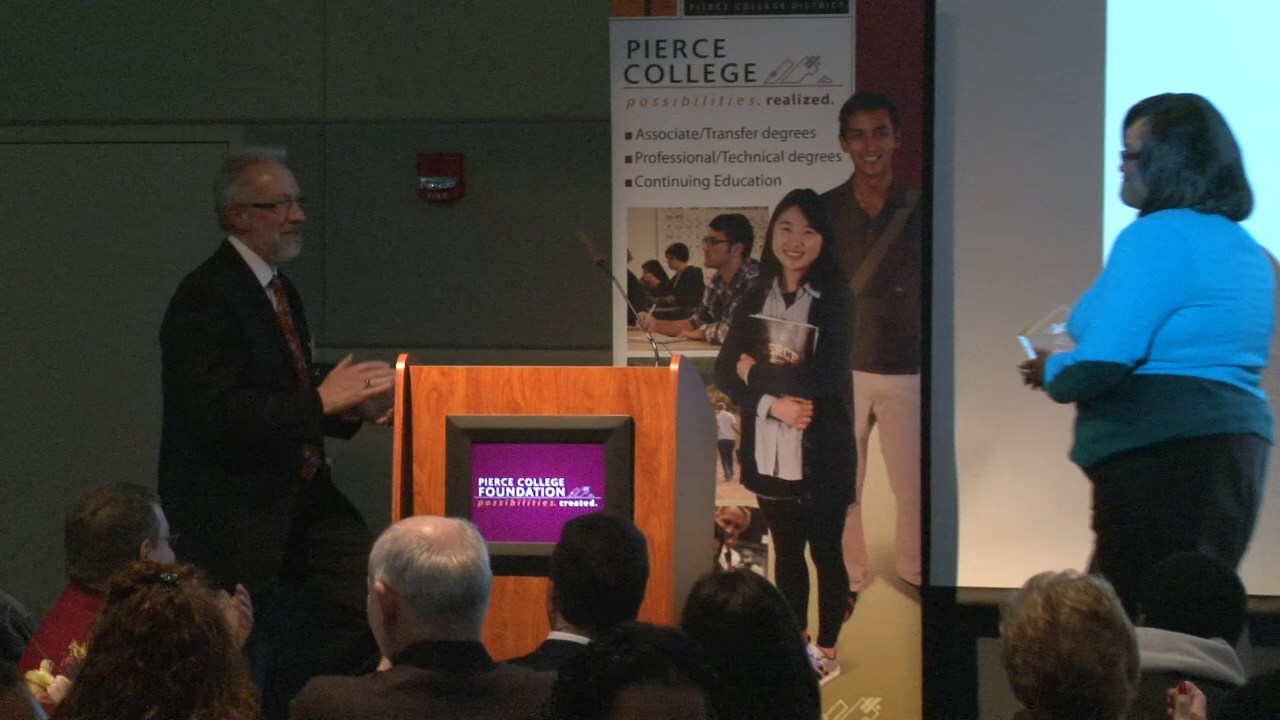 PIERCE COLLEGE DISTRICT
PIERCE
COLLEGE
possibilities. realized.
Associate/Transfer degrees
Professional/Technical degrees
Continuing Education
FIRE
PIERCE
PIERCE COLLEGE
FOUNDATION
possibilities. created.